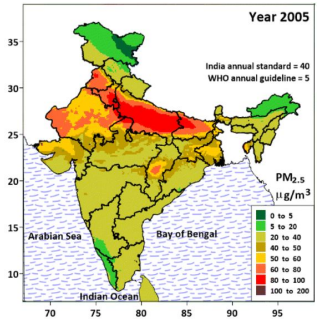 Year 2005
India annual standard = 40
WHO annual guideline = 5
35
30
25
20
15
10
PM2.5
μg/m3
0 to 5
5 to 20
20 to 40
40 to 50
50 to 60
60 to 80
80 to 100
100 to 200
Arabian Sea
Bay of Bengal
Indian Ocean
70 75 80 85 90 95